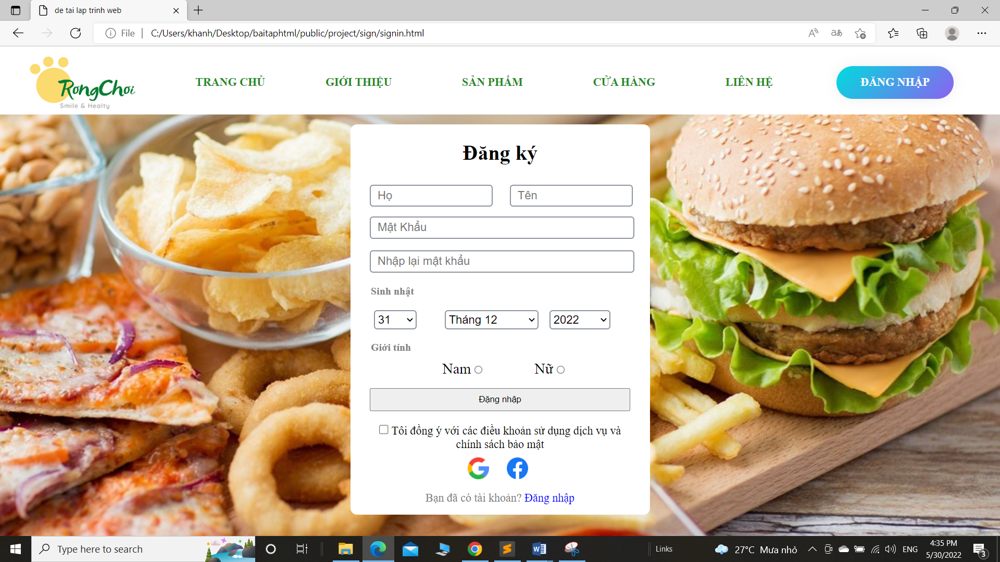 de tai lap trinh web
File
C:/Users/khanh/Desktop/baitaphtml/public/project/sign/signin.html
RongChơi
Smile & Healty
TRANG CHỦ
GIỚI THIỆU
SẢN PHẨM
CỬA HÀNG
LIÊN HỆ
ĐĂNG NHẬP
Đăng ký
Họ
Tên
Mật Khẩu
Nhập lại mật khẩu
Sinh nhật
31
Tháng 12
2022
Giới tính
Nam
Nữ
Đặng nhập
Tôi đồng ý với các điều khoản sử dụng dịch vụ và
chính sách bảo mật
Bạn đã có tài khoản? Đăng nhập
Type here to search
Links
27°C Mưa nhỏ
ENG
4:35 PM
5/30/2022
3